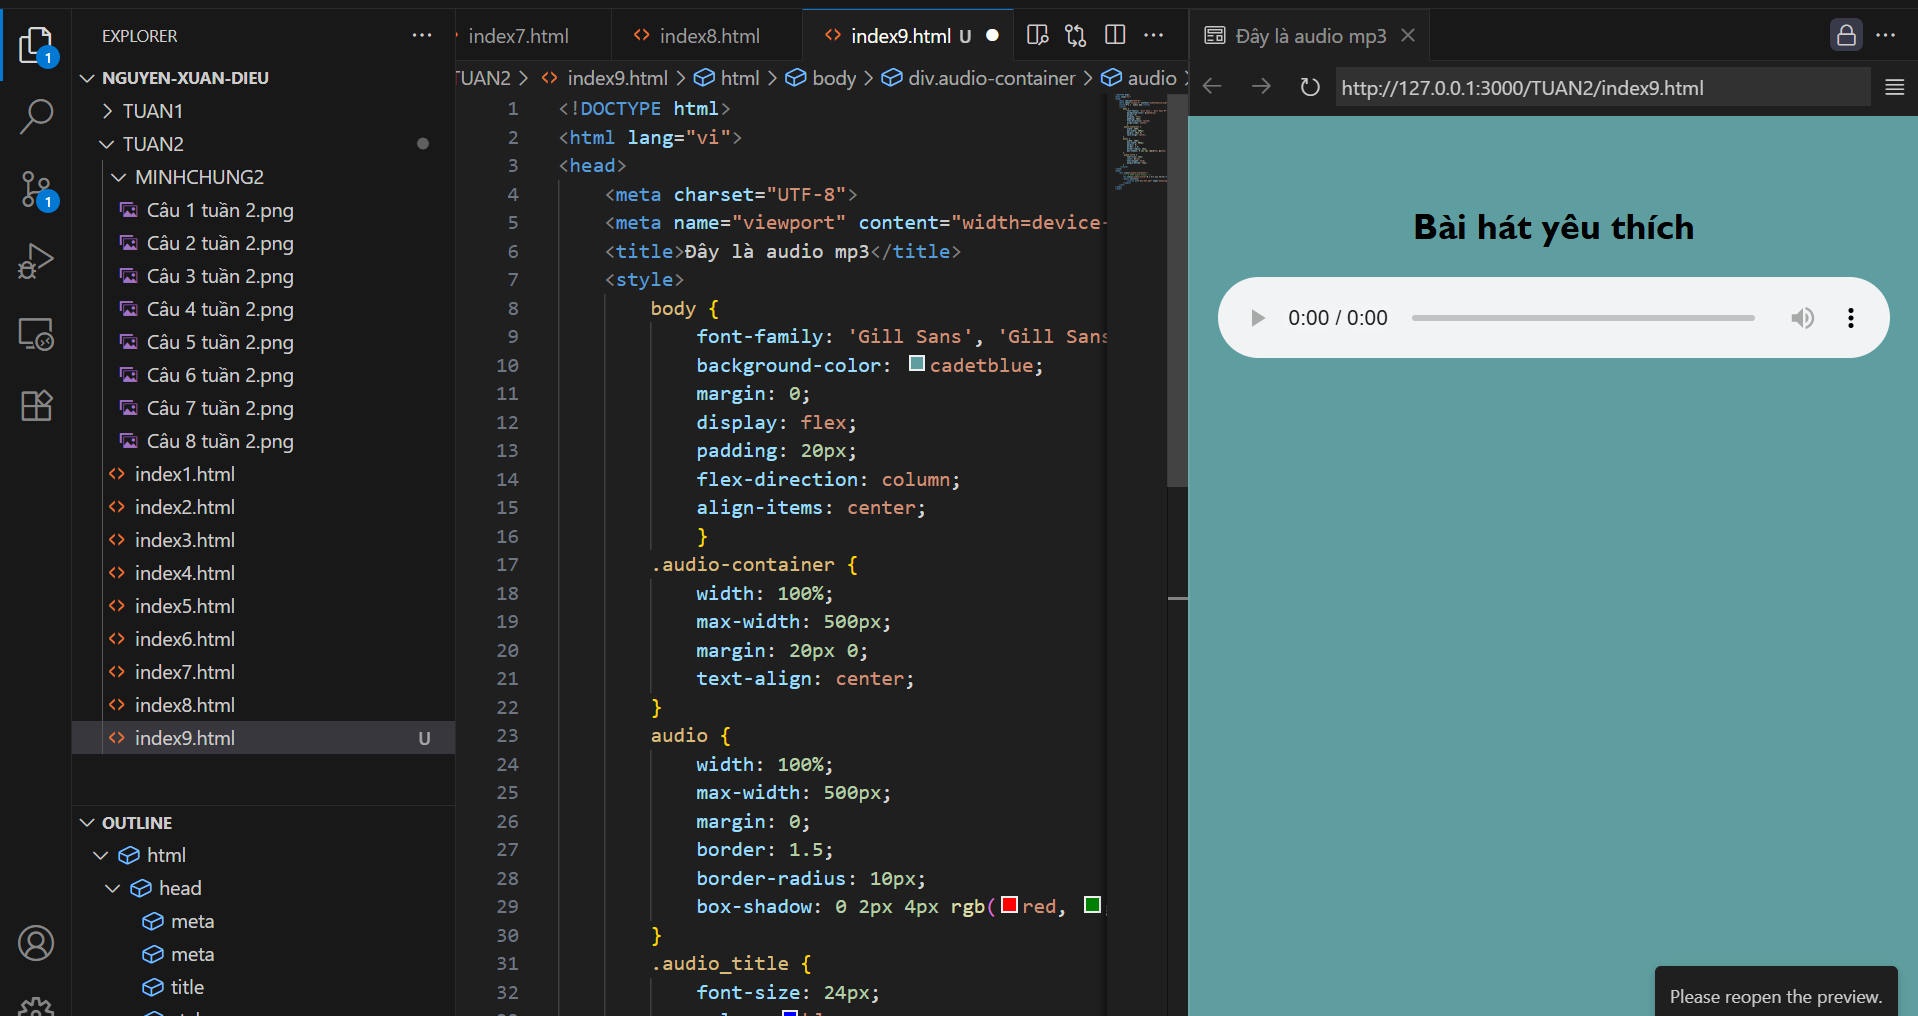 EXPLORER
NGUYEN-XUAN-DIEU
TUAN1
TUAN2
MINHCHUNG2
Câu 1 tuần 2.png
Câu 2 tuần 2.png
Câu 3 tuần 2.png
Câu 4 tuần 2.png
Câu 5 tuần 2.png
Câu 6 tuần 2.png
Câu 7 tuần 2.png
Câu 8 tuần 2.png
index1.html
index2.html
index3.html
index4.html
index5.html
index6.html
index7.html
index8.html
index9.html U
OUTLINE
html
head
meta
meta
title
1
1
index7.html index8.html index9.html U
TUAN2 > index9.html > html > body > div.audio-container > audio >
1 <!DOCTYPE html>
2 <html lang="vi">
3 <head>
4 <meta charset="UTF-8">
5 <meta name="viewport" content="width=device-
6 <title>Đây là audio mp3</title>
7 <style>
8 body {
9 font-family: 'Gill Sans', 'Gill Sans
10 background-color: cadetblue;
11 margin: 0;
12 display: flex;
13 padding: 20px;
14 flex-direction: column;
15 align-items: center;
16 }
17 .audio-container {
18 width: 100%;
19 max-width: 500px;
20 margin: 20px 0;
21 text-align: center;
22 }
23 audio {
24 width: 100%;
25 max-width: 500px;
26 margin: 0;
27 border: 1.5;
28 border-radius: 10px;
29 box-shadow: 0 2px 4px rgb(red,
30 }
31 .audio_title {
32 font-size: 24px;
Đây là audio mp3
http://127.0.0.1:3000/TUAN2/index9.html
Bài hát yêu thích
0:00 / 0:00
Please reopen the preview.